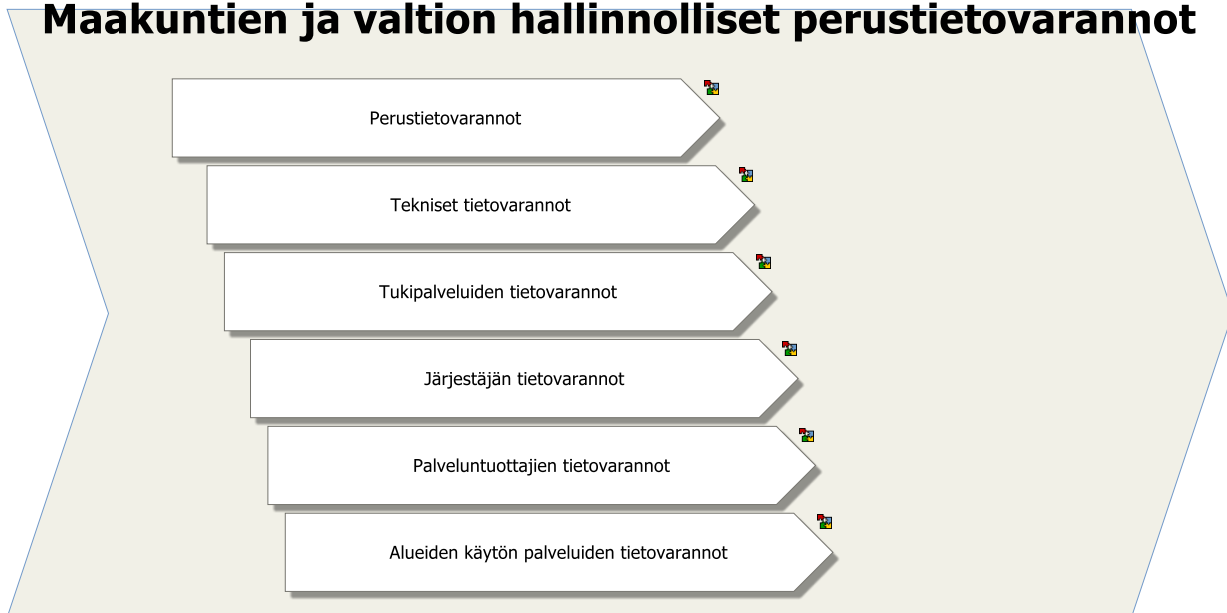 Maakuntien ja valtion hallinnolliset perustietovarannot
Perustietovarannot
Tekniset tietovarannot
Tukipalveluiden tietovarannot
Järjestäjän tietovarannot
Palveluntuottajien tietovarannot
Alueiden käytön palveluiden tietovarannot